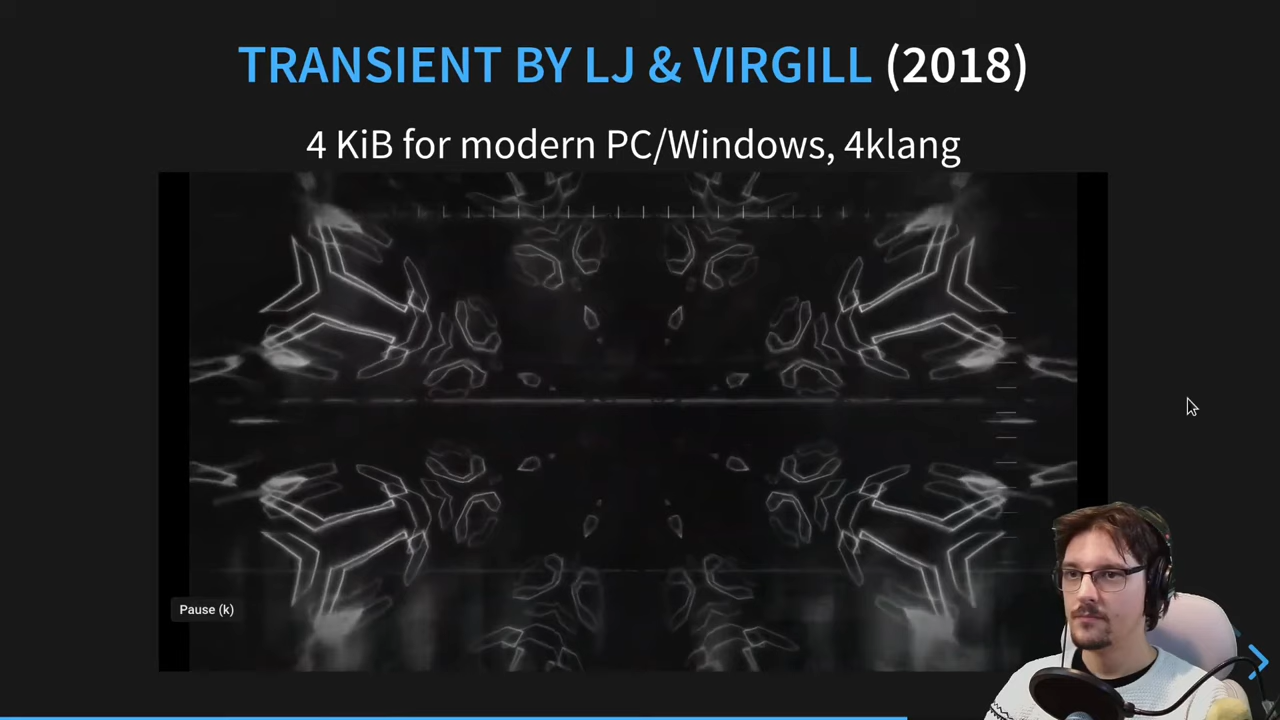 TRANSIENT BY LJ & VIRGILL (2018)
4 KiB for modern PC/Windows, 4klang
Pause (k)